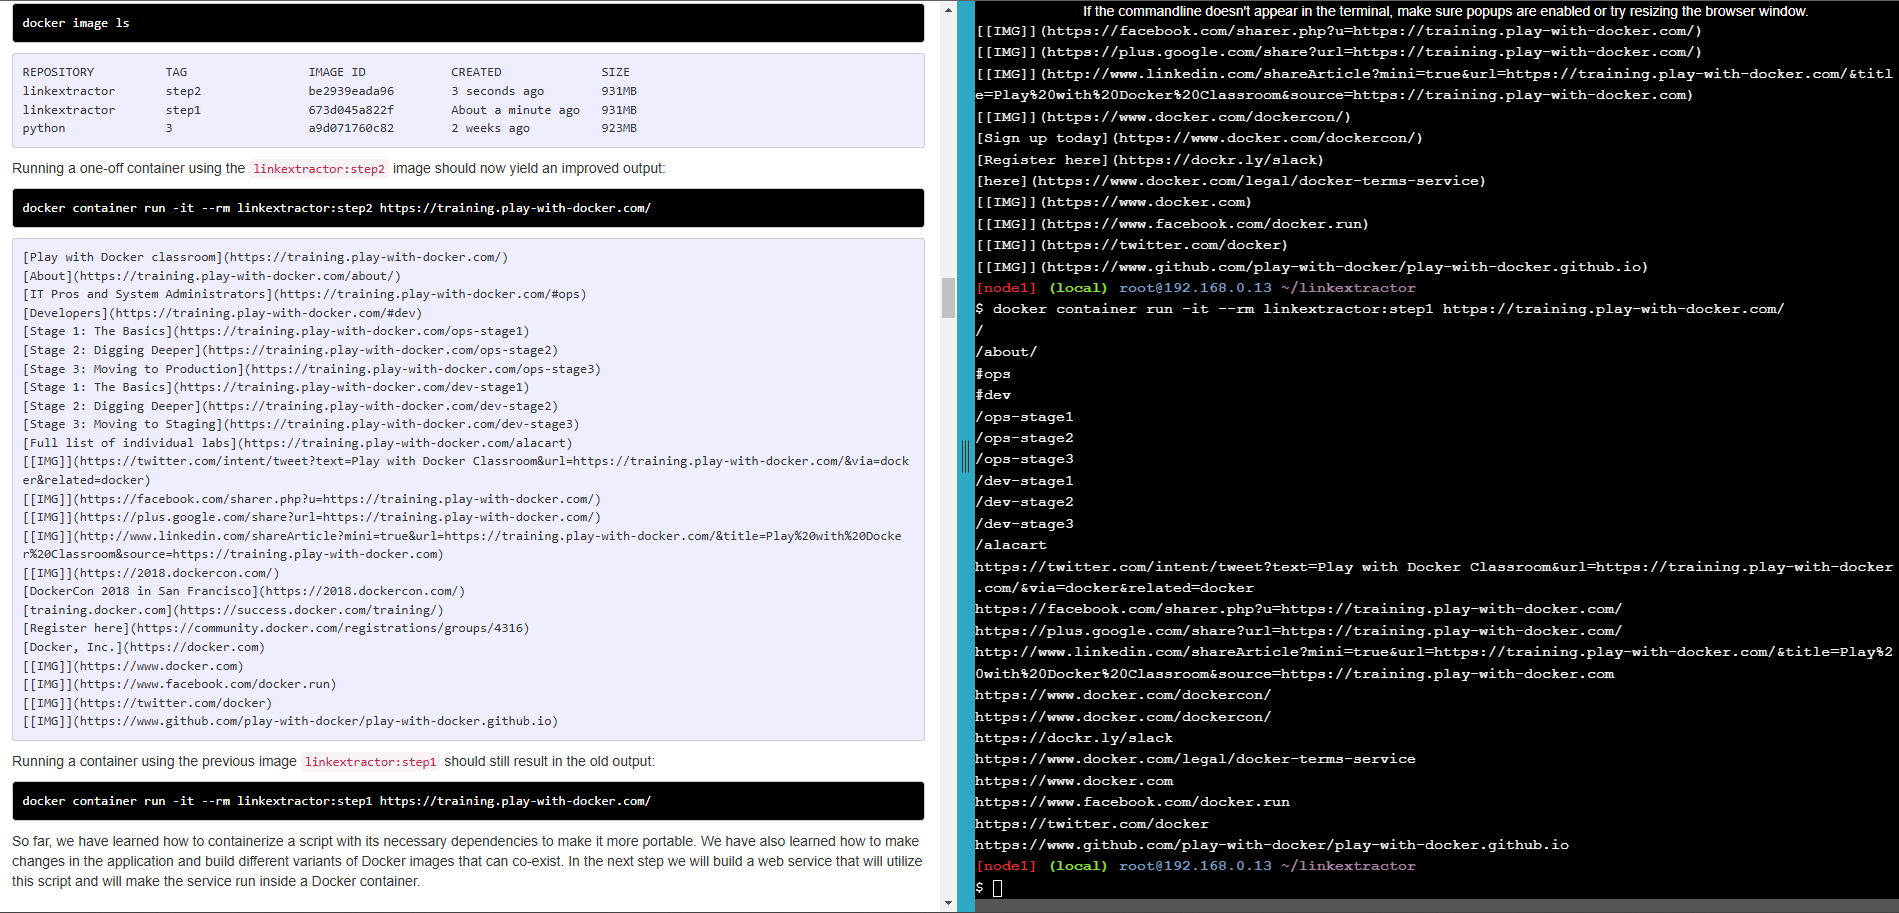 docker image ls
REPOSITORY TAG IMAGE ID CREATED SIZE
linkextractor step2 be2939eada96 3 seconds ago 931MB
linkextractor step1 673d045a822f About a minute ago 931MB
python 3 a9d071760c82 2 weeks ago 923MB
Running a one-off container using the linkextractor:step2 image should now yield an improved output:
docker container run -it --rm linkextractor:step2 https://training.play-with-docker.com/
[Play with Docker classroom](https://training.play-with-docker.com/)
[About](https://training.play-with-docker.com/about/)
[IT Pros and System Administrators](https://training.play-with-docker.com/#ops)
[Developers](https://training.play-with-docker.com/#dev)
[Stage 1: The Basics](https://training.play-with-docker.com/ops-stage1)
[Stage 2: Digging Deeper](https://training.play-with-docker.com/ops-stage2)
[Stage 3: Moving to Production](https://training.play-with-docker.com/ops-stage3)
[Stage 1: The Basics](https://training.play-with-docker.com/dev-stage1)
[Stage 2: Digging Deeper](https://training.play-with-docker.com/dev-stage2)
[Stage 3: Moving to Staging](https://training.play-with-docker.com/dev-stage3)
[Full list of individual labs](https://training.play-with-docker.com/alacart)
[[IMG]](https://twitter.com/intent/tweet?text=Play with Docker Classroom&url=https://training.play-with-docker.com/&via=dock
er&related=docker)
[[IMG]](https://facebook.com/sharer.php?u=https://training.play-with-docker.com/)
[[IMG]](https://plus.google.com/share?url=https://training.play-with-docker.com/)
[[IMG]](http://www.linkedin.com/shareArticle?mini=true&url=https://training.play-with-docker.com/&title=Play%20with%20Docke
r%20Classroom&source=https://training.play-with-docker.com)
[[IMG]](https://2018.dockercon.com/)
[DockerCon 2018 in San Francisco](https://2018.dockercon.com/)
[training.docker.com](https://success.docker.com/training/)
[Register here](https://community.docker.com/registrations/groups/4316)
[Docker, Inc.](https://docker.com)
[[IMG]](https://www.docker.com)
[[IMG]](https://www.facebook.com/docker.run)
[[IMG]](https://twitter.com/docker)
[[IMG]](https://www.github.com/play-with-docker/play-with-docker.github.io)
Running a container using the previous image linkextractor:step1 should still result in the old output:
docker container run -it --rm linkextractor:step1 https://training.play-with-docker.com/
So far, we have learned how to containerize a script with its necessary dependencies to make it more portable. We have also learned how to make
changes in the application and build different variants of Docker images that can co-exist. In the next step we will build a web service that will utilize
this script and will make the service run inside a Docker container.
If the commandline doesn't appear in the terminal, make sure popups are enabled or try resizing the browser window.
[[IMG]](https://facebook.com/sharer.php?u=https://training.play-with-docker.com/)
[[IMG]](https://plus.google.com/share?url=https://training.play-with-docker.com/)
[[IMG]](http://www.linkedin.com/shareArticle?mini=true&url=https://training.play-with-docker.com/&titl
e=Play%20with%20Docker%20Classroom&source=https://training.play-with-docker.com)
[[IMG]](https://www.docker.com/dockercon/)
[Sign up today](https://www.docker.com/dockercon/)
[Register here](https://dockr.ly/slack)
[here](https://www.docker.com/legal/docker-terms-service)
[[IMG]](https://www.docker.com)
[[IMG]](https://www.facebook.com/docker.run)
[[IMG]](https://twitter.com/docker)
[[IMG]](https://www.github.com/play-with-docker/play-with-docker.github.io)
[node1] (local) root@192.168.0.13 ~/linkextractor
$ docker container run -it --rm linkextractor:step1 https://training.play-with-docker.com/
/
/about/
#ops
#dev
/ops-stage1
/ops-stage2
/ops-stage3
/dev-stage1
/dev-stage2
/dev-stage3
/alacart
https://twitter.com/intent/tweet?text=Play with Docker Classroom&url=https://training.play-with-docker
.com/&via=docker&related=docker
https://facebook.com/sharer.php?u=https://training.play-with-docker.com/
https://plus.google.com/share?url=https://training.play-with-docker.com/
http://www.linkedin.com/shareArticle?mini=true&url=https://training.play-with-docker.com/&title=Play%2
0with%20Docker%20Classroom&source=https://training.play-with-docker.com
https://www.docker.com/dockercon/
https://www.docker.com/dockercon/
https://dockr.ly/slack
https://www.docker.com/legal/docker-terms-service
https://www.docker.com
https://www.facebook.com/docker.run
https://twitter.com/docker
https://www.github.com/play-with-docker/play-with-docker.github.io
[node1] (local) root@192.168.0.13 ~/linkextractor
$